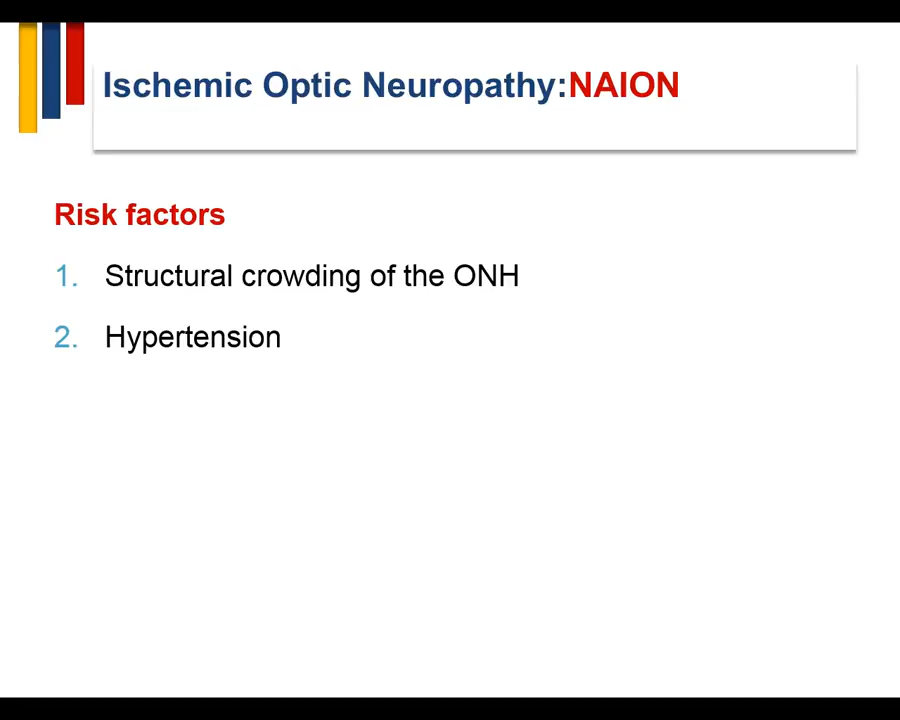 Ischemic Optic Neuropathy:NAION
Risk factors
1. Structural crowding of the ONH
2. Hypertension